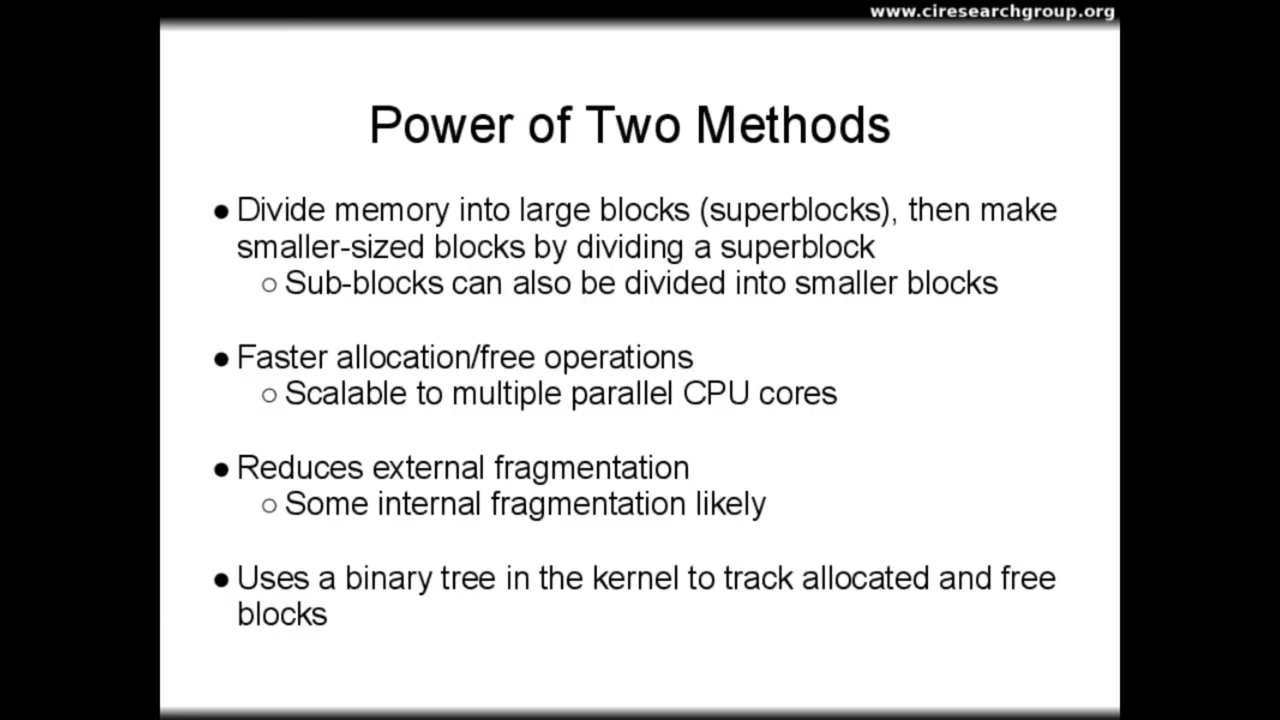 www.ciresearchgroup.org
Power of Two Methods
● Divide memory into large blocks (superblocks), then make
smaller-sized blocks by dividing a superblock
○ Sub-blocks can also be divided into smaller blocks
● Faster allocation/free operations
○ Scalable to multiple parallel CPU cores
● Reduces external fragmentation
○ Some internal fragmentation likely
● Uses a binary tree in the kernel to track allocated and free
blocks